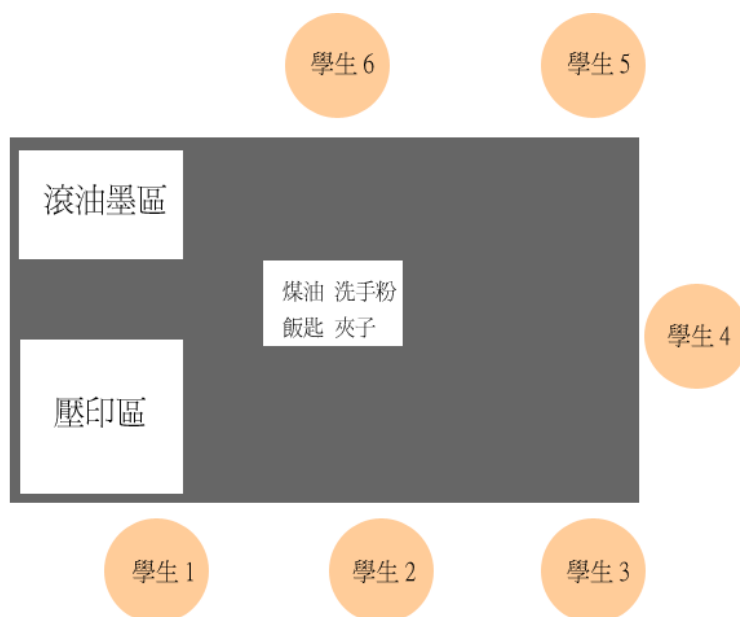 學生 6
學生 5
滾油墨區
煤油 洗手粉
飯匙 夾子
學生 4
壓印區
學生 1
學生 2
學生 3